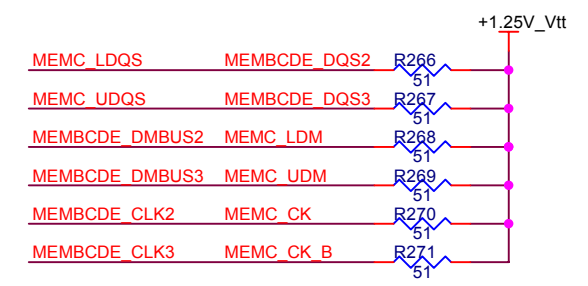 +1.25V_Vtt
MEMC_LDQS MEMBCDE_DQS2 R266
51
MEMC_UDQS MEMBCDE_DQS3 R267
51
MEMBCDE_DMBUS2 MEMC_LDM R268
51
MEMBCDE_DMBUS3 MEMC_UDM R269
51
MEMBCDE_CLK2 MEMC_CK R270
51
MEMBCDE_CLK3 MEMC_CK_B R271
51